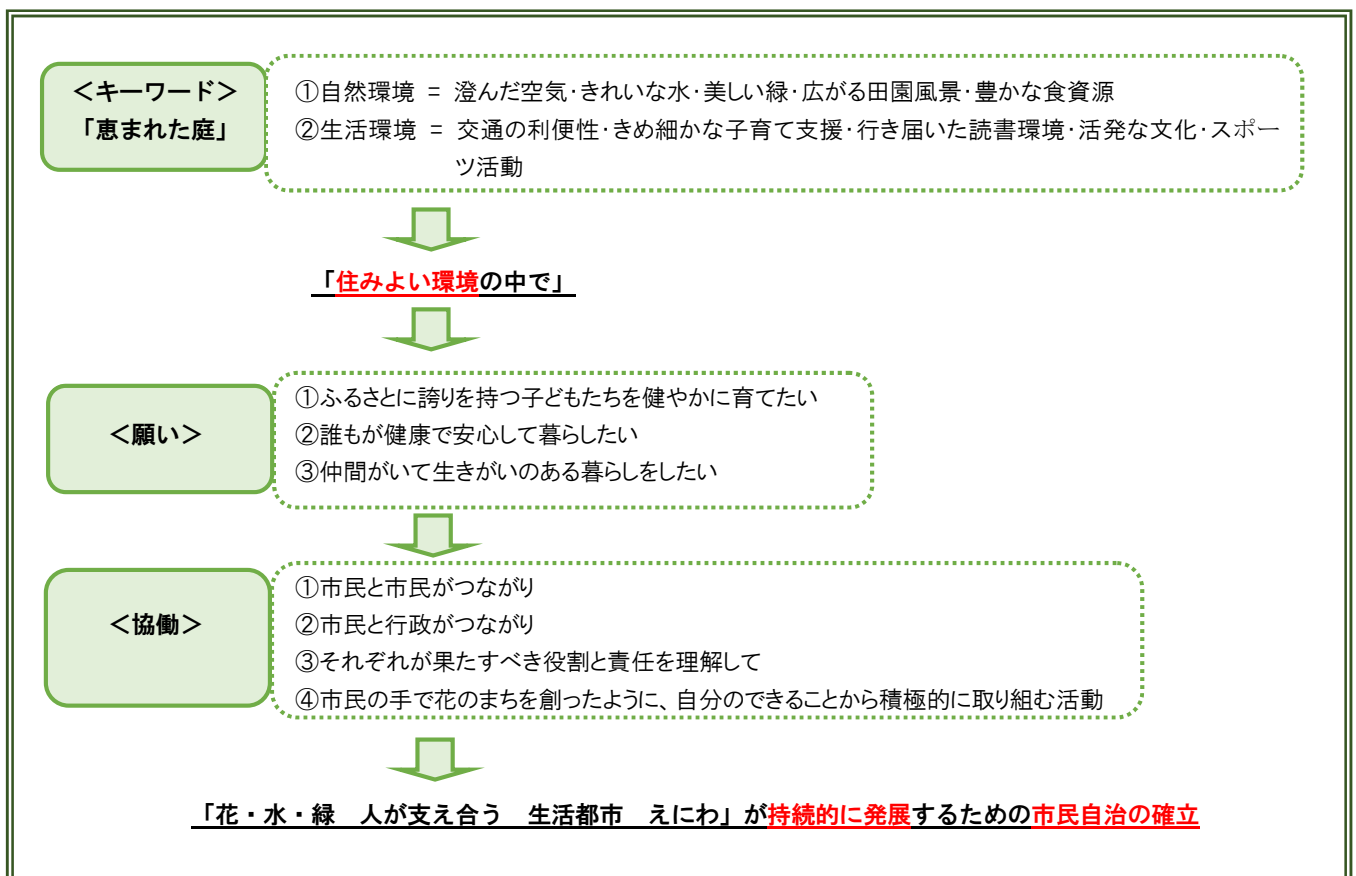 ＜キーワード＞
「恵まれた庭」
①自然環境 = 澄んだ空気・きれいな水・美しい緑・広がる田園風景・豊かな食資源
②生活環境 = 交通の利便性・きめ細かな子育て支援・行き届いた読書環境・活発な文化・スポー
ツ活動
「住みよい環境の中で」
＜願い＞
①ふるさとに誇りを持つ子どもたちを健やかに育てたい
②誰もが健康で安心して暮らしたい
③仲間がいて生きがいのある暮らしをしたい
＜協働＞
①市民と市民がつながり
②市民と行政がつながり
③それぞれが果たすべき役割と責任を理解して
④市民の手で花のまちを創ったように、自分のできることから積極的に取り組む活動
「花・水・緑　人が支え合う　生活都市　えにわ」が持続的に発展するための市民自治の確立